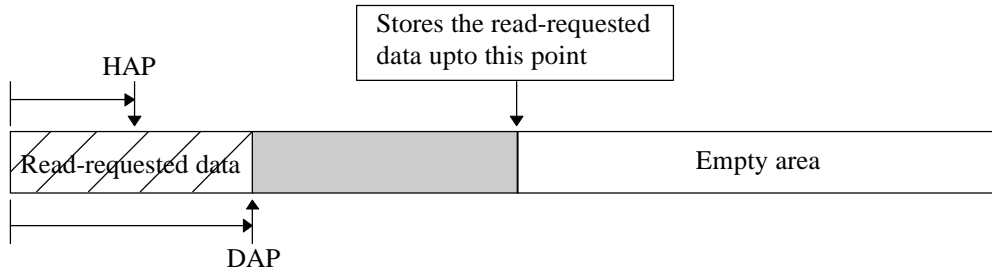 Stores the read-requested
data upto this point
HAP
Read-requested data
Empty area
DAP